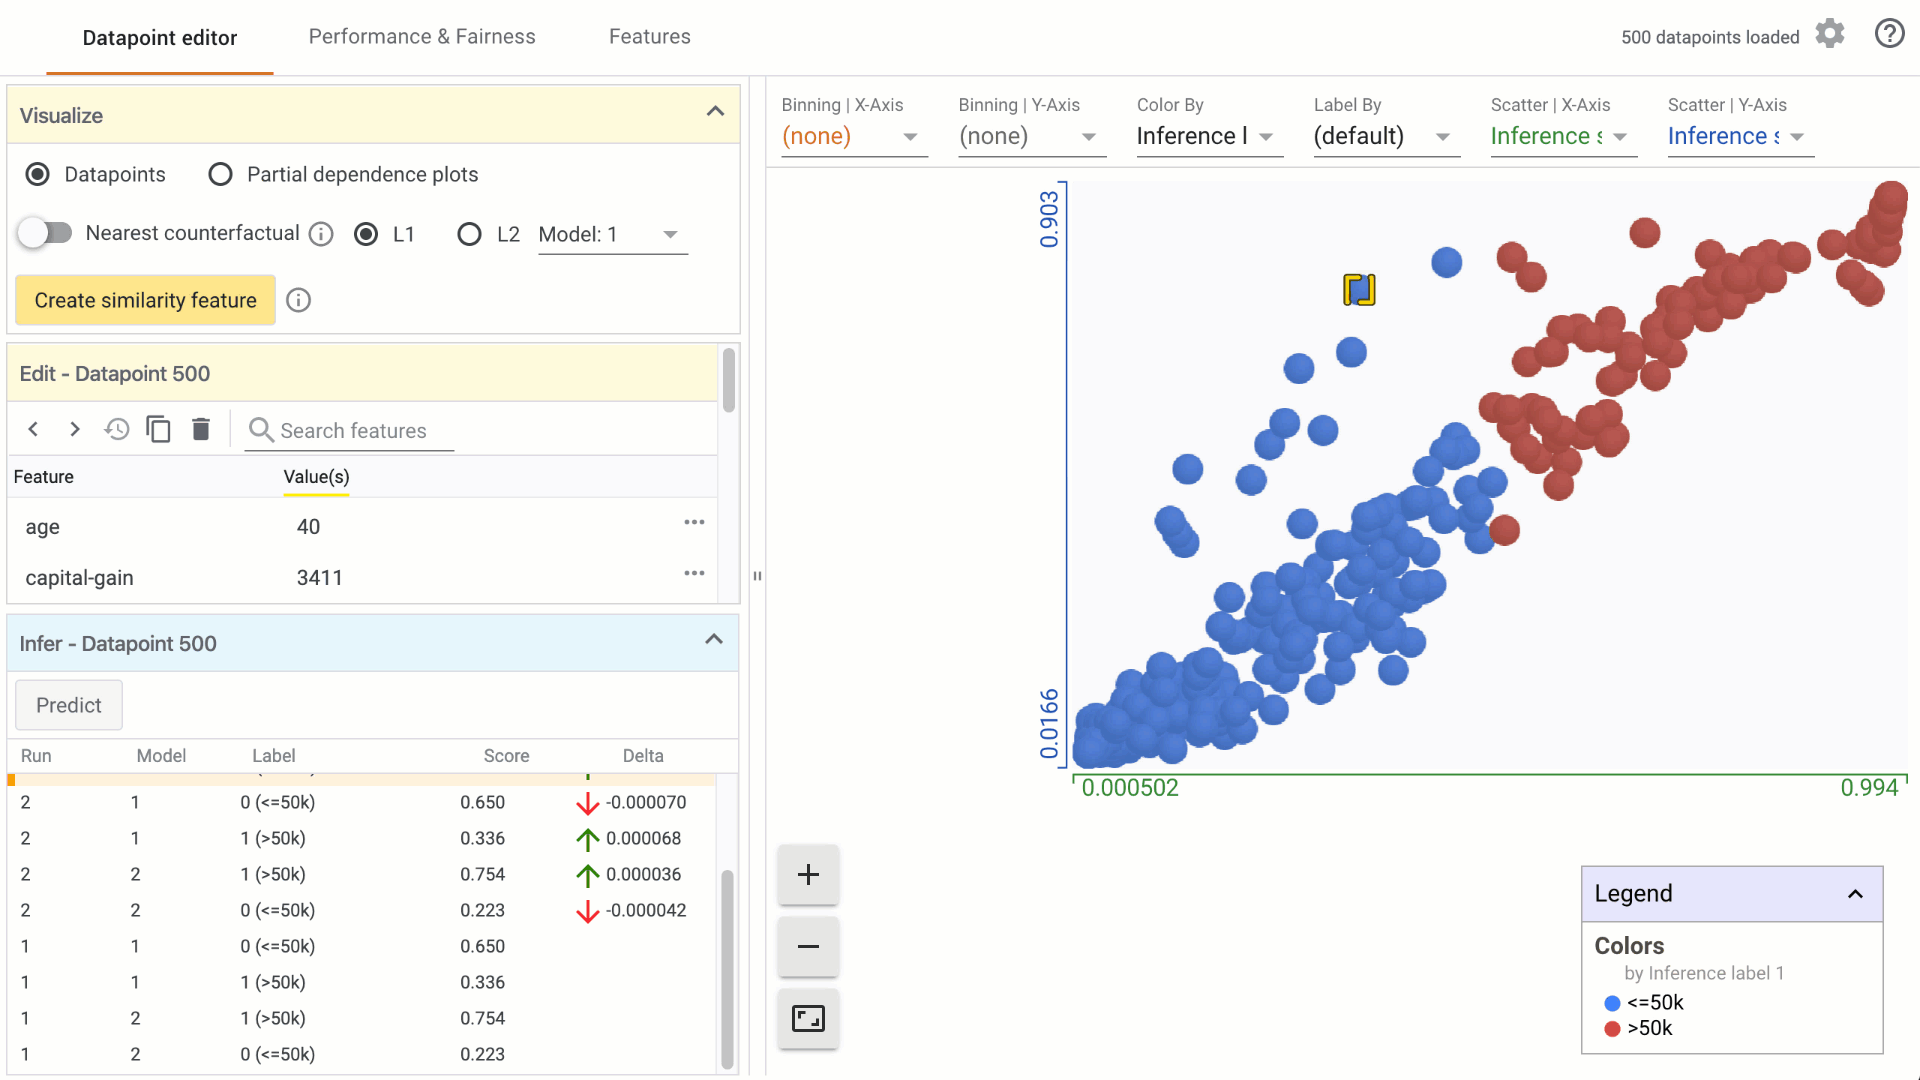 Datapoint editor
Performance & Fairness
Features
500 datapoints loaded
Visualize
Datapoints
Partial dependence plots
Nearest counterfactual
L1
L2
Model: 1
Create similarity feature
Edit - Datapoint 500
Search features
Feature Value(s)
age 40
capital-gain 3411
Infer - Datapoint 500
Predict
Run Model Label Score Delta
2 1 0 (<=50k) 0.650 -0.000070
2 1 1 (>50k) 0.336 0.000068
2 2 1 (>50k) 0.754 0.000036
2 2 0 (<=50k) 0.223 -0.000042
1 1 0 (<=50k) 0.650
1 1 1 (>50k) 0.336
1 2 1 (>50k) 0.754
1 2 0 (<=50k) 0.223
Binning | X-Axis
(none)
Binning | Y-Axis
(none)
Color By
Inference l
Label By
(default)
Scatter | X-Axis
Inference s
Scatter | Y-Axis
Inference s
0.903
0.0166
0.000502
0.994
Legend
Colors
by Inference label 1
<=50k
>50k